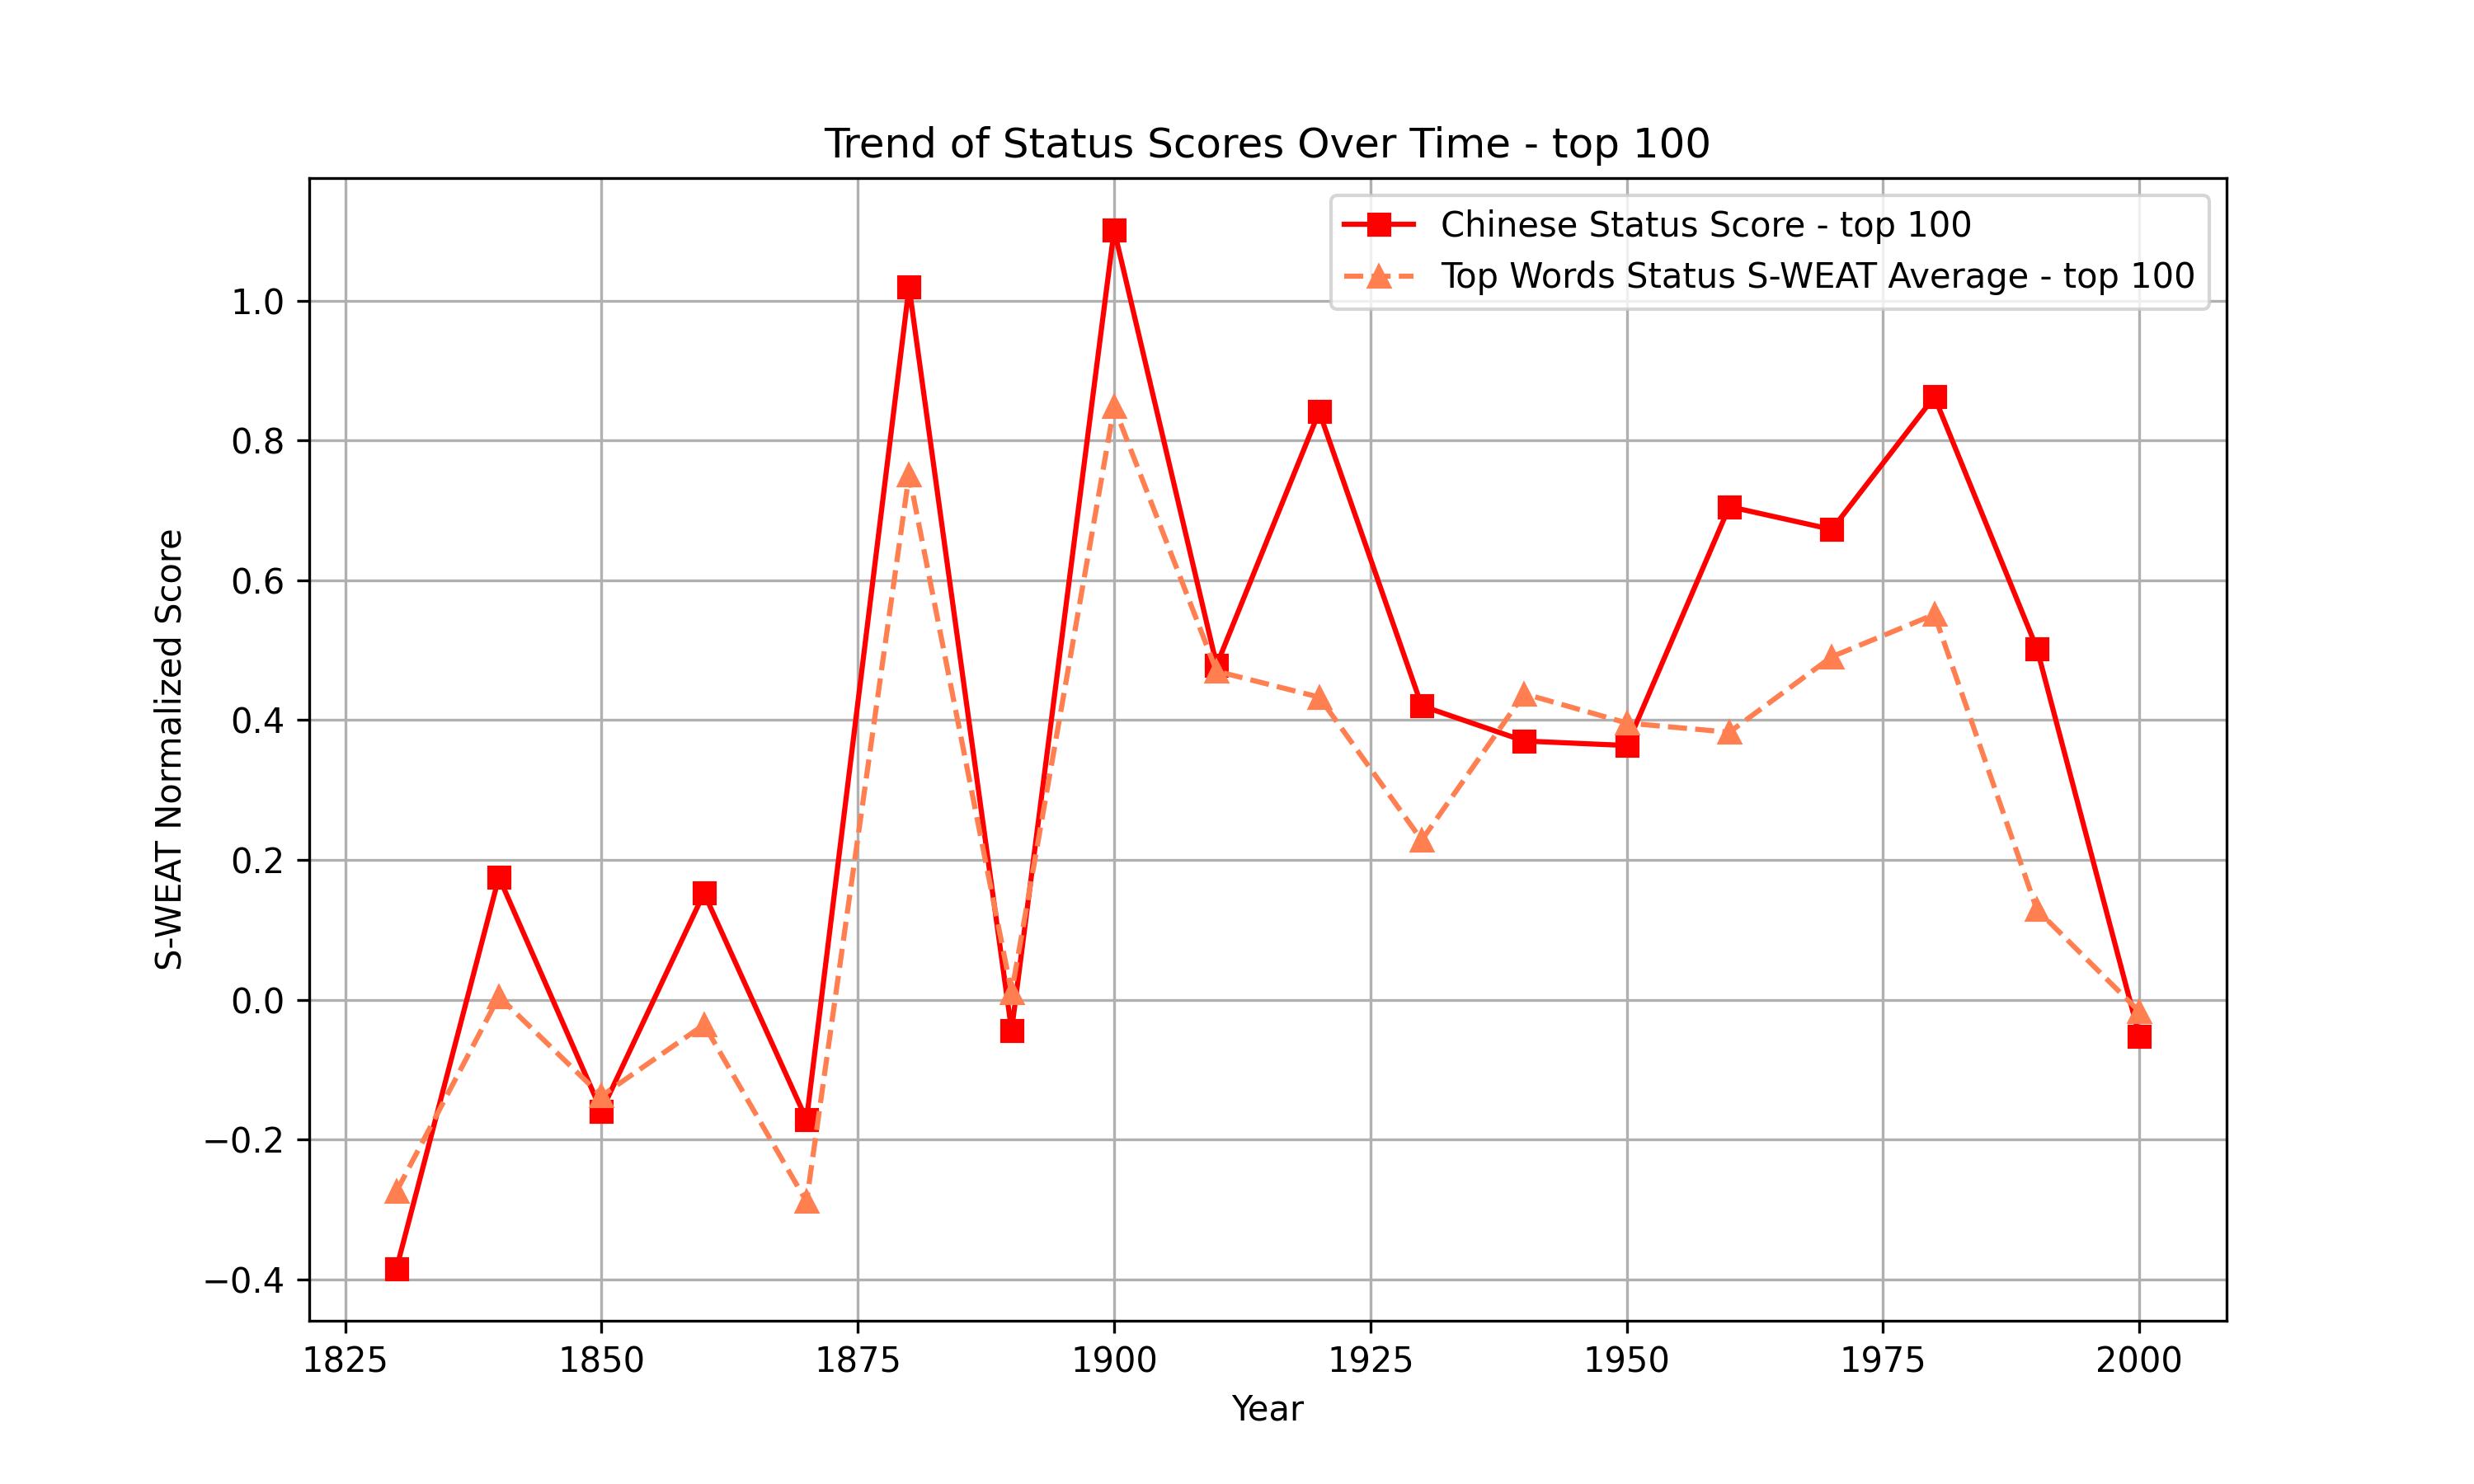 Trend of Status Scores Over Time - top 100
Chinese Status Score - top 100
Top Words Status S-WEAT Average - top 100
S-WEAT Normalized Score
1.0
0.8
0.6
0.4
0.2
0.0
−0.2
−0.4
1825 1850 1875 1900 1925 1950 1975 2000
Year